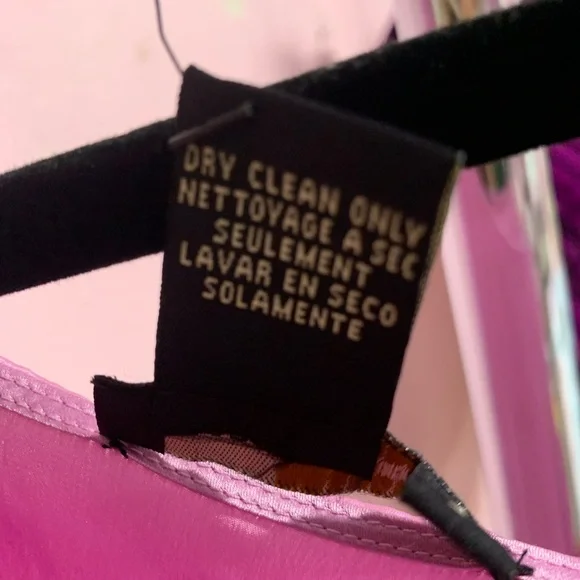 DRY CLEAN ONLY
NETTOYAGE A SEC
SEULEMENT
LAVAR EN SECO
SOLAMENTE